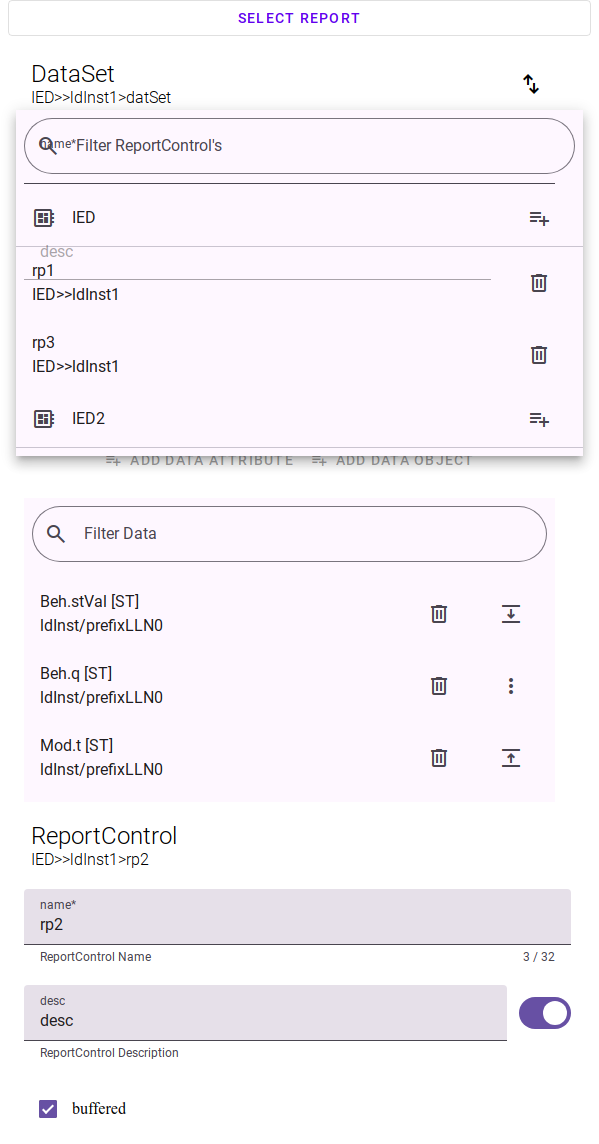 SELECT REPORT
DataSet
IED>>ldInst1>datSet
name*Filter ReportControl's
IED
desc
rp1
IED>>ldInst1
rp3
IED>>ldInst1
IED2
ADD DATA ATTRIBUTE ADD DATA OBJECT
Filter Data
Beh.stVal [ST]
ldInst/prefixLLN0
Beh.q [ST]
ldInst/prefixLLN0
Mod.t [ST]
ldInst/prefixLLN0
ReportControl
IED>>ldInst1>rp2
name*
rp2
ReportControl Name 3 / 32
desc
desc
ReportControl Description
buffered